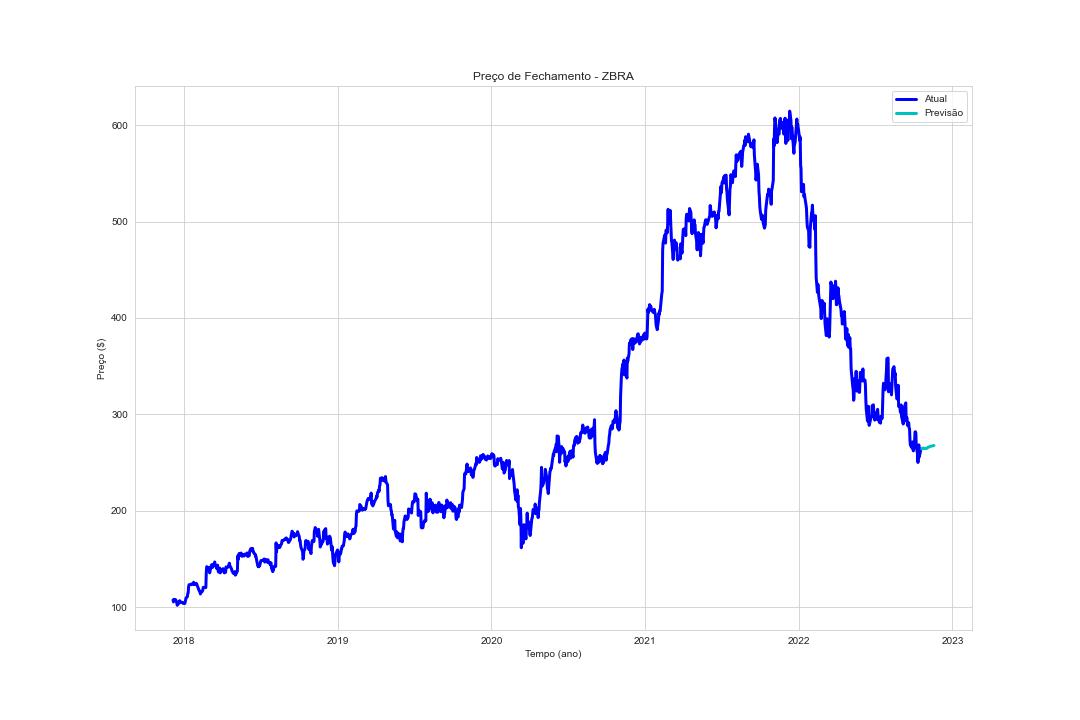 Preço de Fechamento - ZBRA
Atual
Previsão
600
500
400
300
200
100
Preço ($)
2018 2019 2020 2021 2022 2023
Tempo (ano)